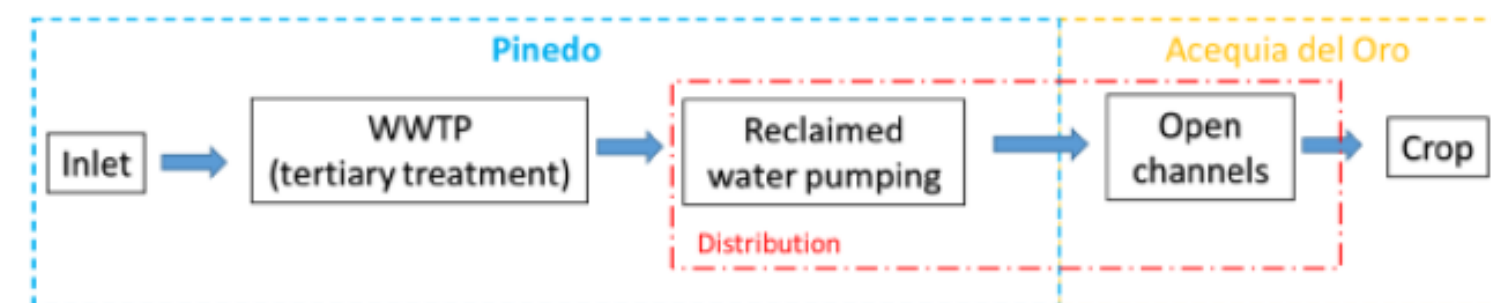 Pinedo
Acequia del Oro
Inlet
WWTP
(tertiary treatment)
Reclaimed
water pumping
Open
channels
Crop
Distribution